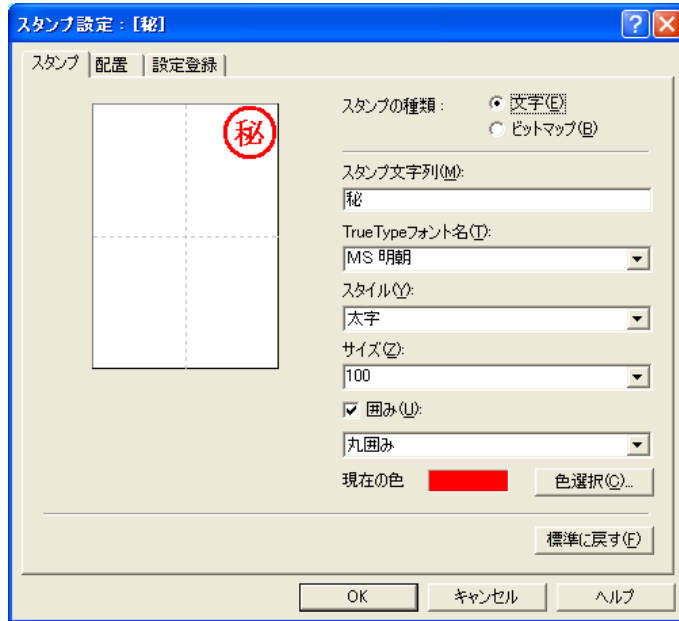 スタンプ設定：[秘]
スタンプ 配置 設定登録
秘
スタンプの種類： 文字(E)
ビットマップ(B)
スタンプ文字列(M):
秘
TrueTypeフォント名(T):
MS 明朝
スタイル(Y):
太字
サイズ(Z):
100
囲み(U):
丸囲み
現在の色 色選択(C)...
標準に戻す(F)
OK キャンセル ヘルプ